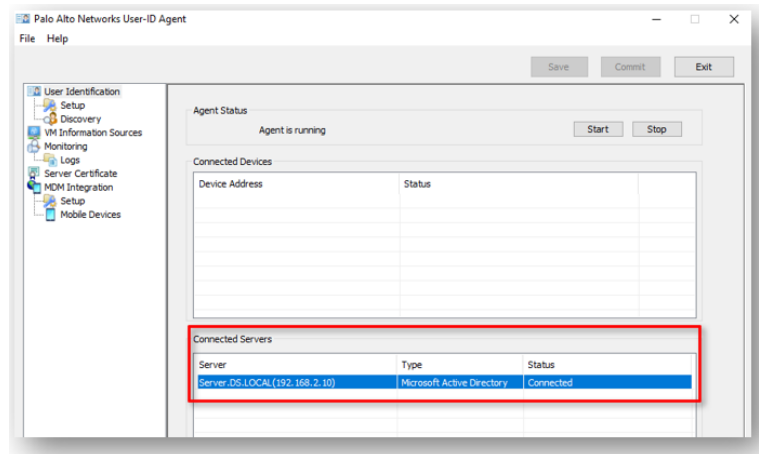 Palo Alto Networks User-ID Agent
File Help
Save Commit Exit
User Identification
Setup
Discovery
VM Information Sources
Monitoring
Logs
Server Certificate
MDM Integration
Setup
Mobile Devices
Agent Status
Agent is running Start Stop
Connected Devices
Device Address Status
Connected Servers
Server Type Status
Server.DS.LOCAL(192.168.2.10) Microsoft Active Directory Connected